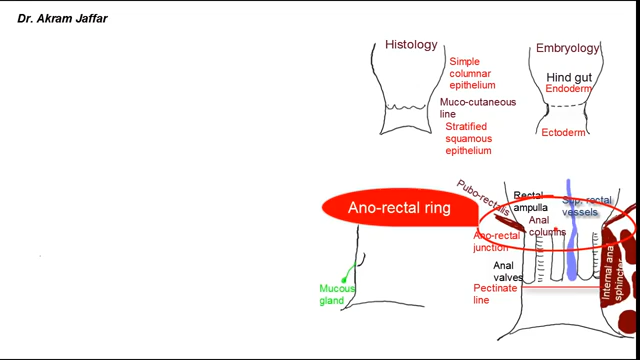 Dr. Akram Jaffar
Histology
Simple
columnar
epithelium
Muco-cutaneous
line
Stratified
squamous
epithelium
Embryology
Hind gut
Endoderm
Ectoderm
Ano-rectal ring
Pubo-rectalis
Rectal
ampulla
Anal
columns
Sup. rectal
vessels
Ano-rectal
junction
Anal
valves
Pectinate
line
Internal anal
sphincter
Mucous
gland